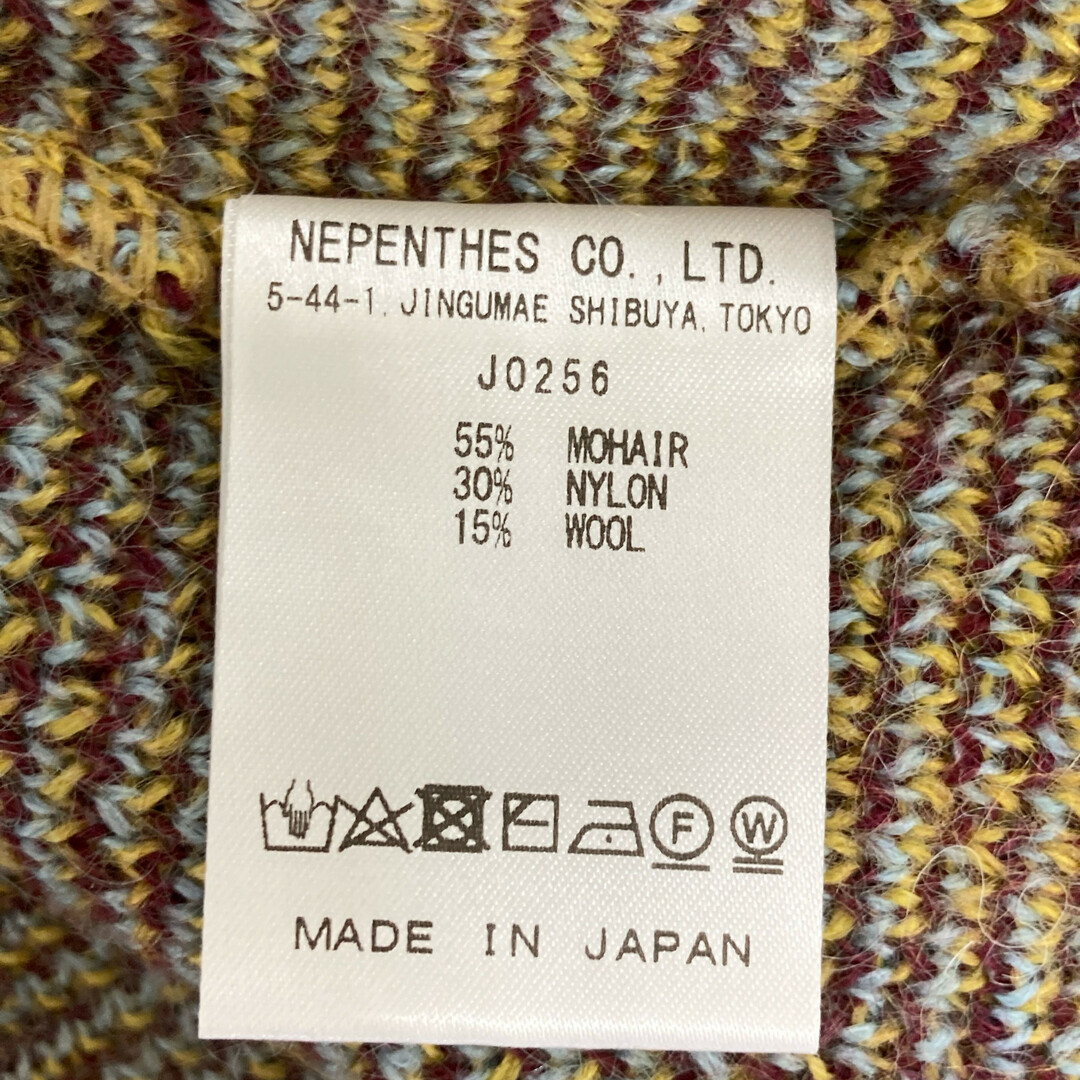 NEPENTHES CO., LTD.
5-44-1, JINGUMAE SHIBUYA, TOKYO
J0256
55% MOHAIR
30% NYLON
15% WOOL
F W
MADE IN JAPAN